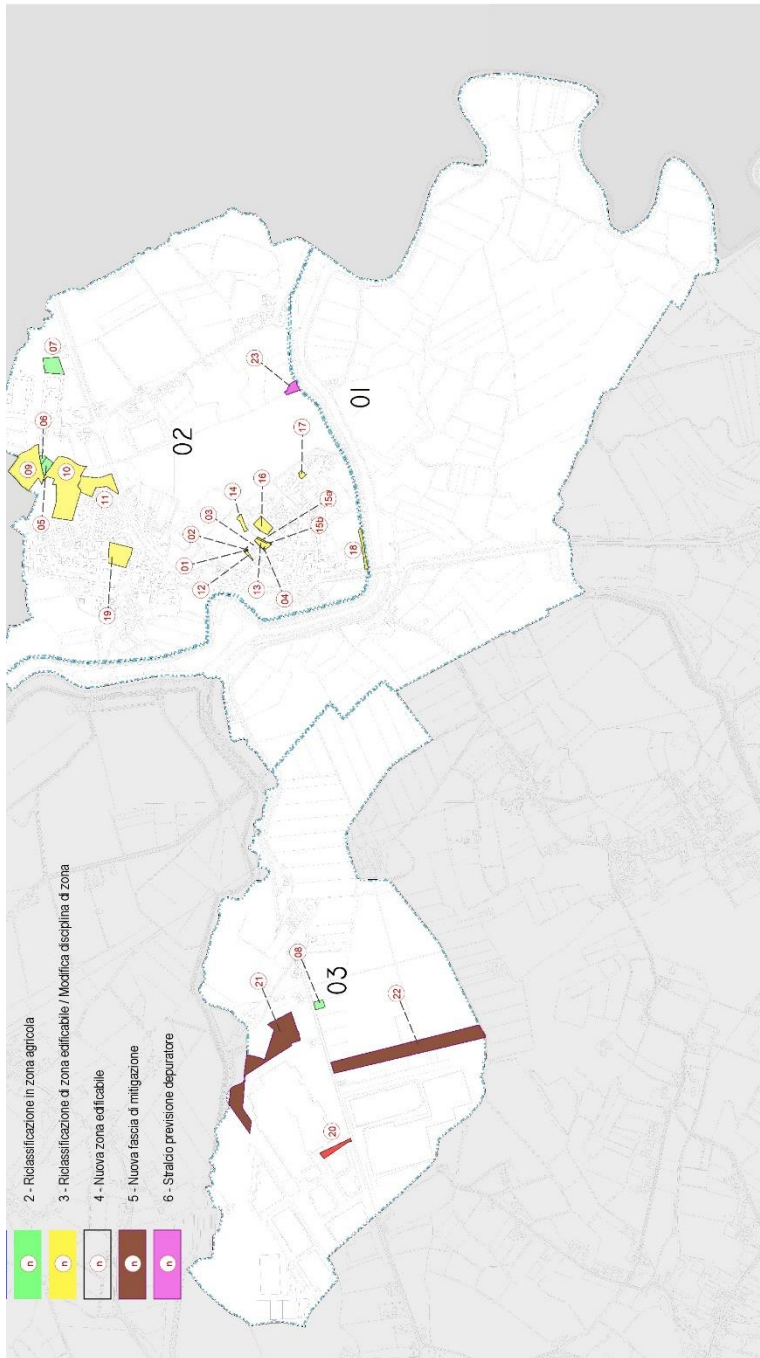 n
2 - Riclassificazione in zona agricola
n
3 - Riclassificazione di zona edificabile / Modifica disciplina di zona
n
4 - Nuova zona edificabile
n
5 - Nuova fascia di mitigazione
n
6 - Stralcio previsione depuratore
20
21
08
03
22
19
05
09
06
10
11
07
02
01
02
03
14
12
13
04
16
15a
15b
17
18
23
01